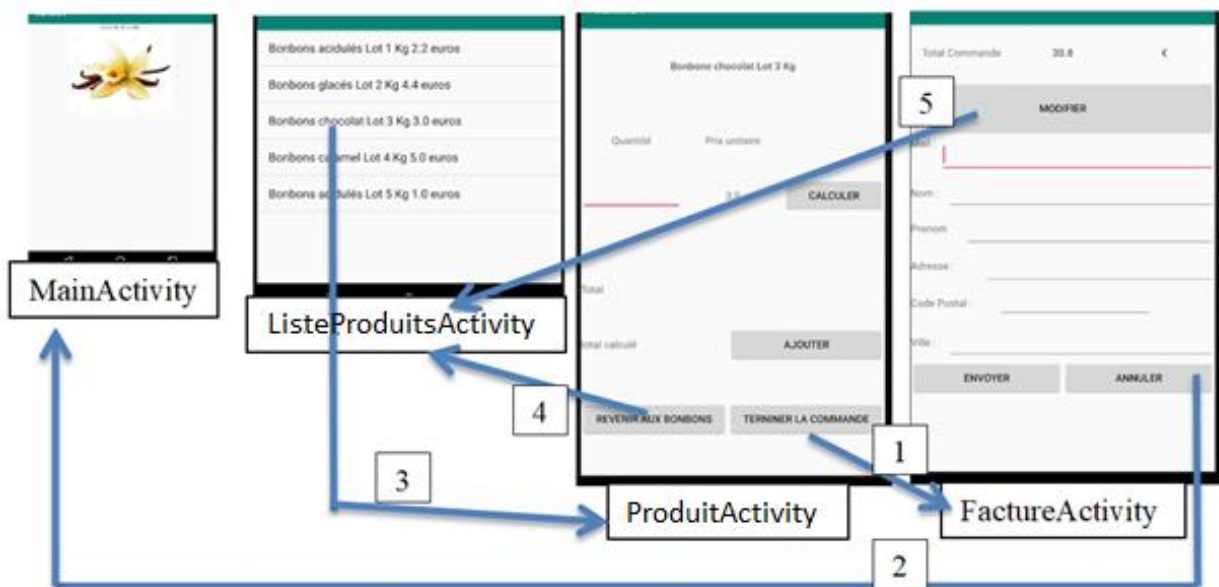 MainActivity
Bonbons acidulés Lot 1 Kg 2.2 euros
Bonbons glacés Lot 2 Kg 4.4 euros
Bonbons chocolat Lot 3 Kg 3.0 euros
Bonbons caramel Lot 4 Kg 5.0 euros
Bonbons acidulés Lot 5 Kg 1.0 euros
ListeProduitsActivity
Bonbons chocolat Lot 3 Kg
Quantité Prix unitaire
CALCULER
Total
total calculé AJOUTER
REVENIR AUX BONBONS TERNINER LA COMMANDE
ProduitActivity
Total Commande 30.8 €
MODIFIER
Mail
Nom :
Prenom
Adresse :
Code Postal :
Ville :
ENVOYER ANNULER
FactureActivity
5
4
1
3
2